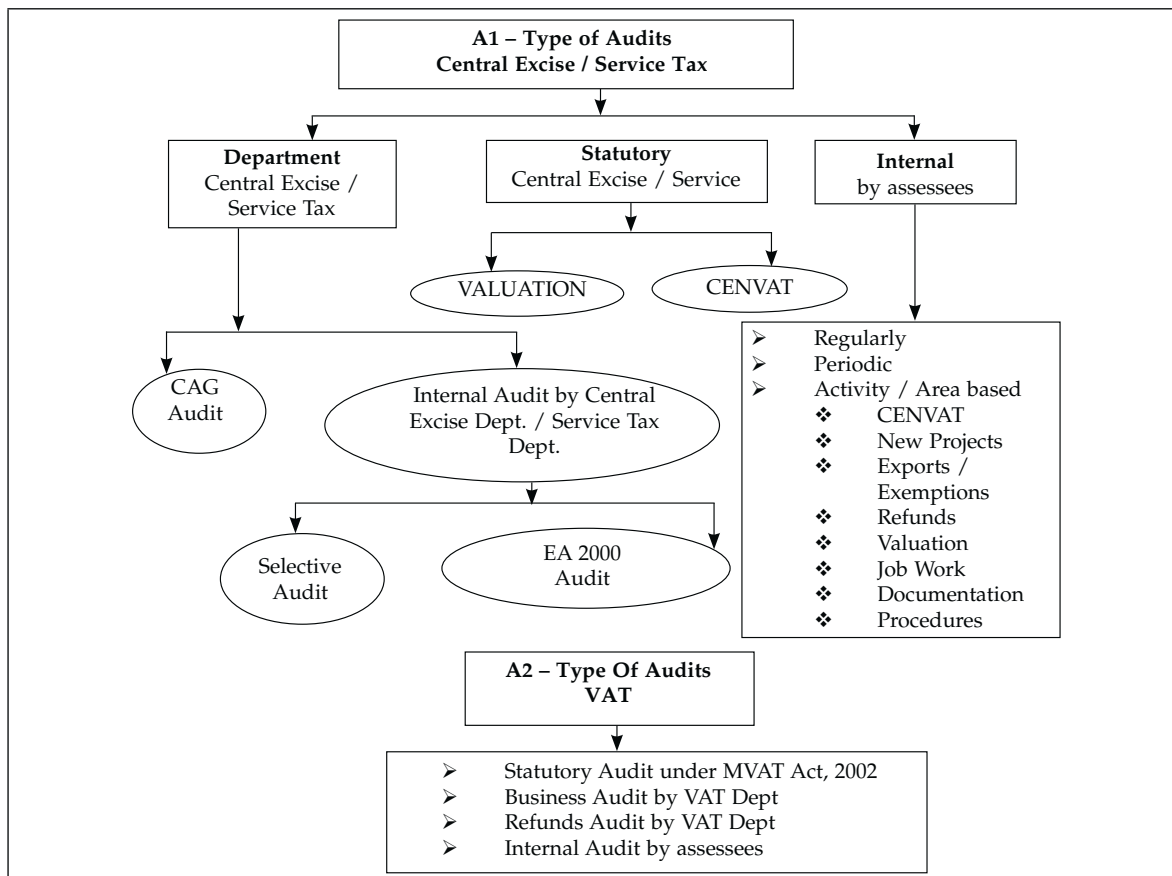 A1 – Type of Audits
Central Excise / Service Tax
Department
Central Excise /
Service Tax
Statutory
Central Excise / Service
Internal
by assessees
VALUATION
CENVAT
CAG
Audit
Internal Audit by Central
Excise Dept. / Service Tax
Dept.
Selective
Audit
EA 2000
Audit
➢ Regularly
➢ Periodic
➢ Activity / Area based
❖ CENVAT
❖ New Projects
❖ Exports /
Exemptions
❖ Refunds
❖ Valuation
❖ Job Work
❖ Documentation
❖ Procedures
A2 – Type Of Audits
VAT
➢ Statutory Audit under MVAT Act, 2002
➢ Business Audit by VAT Dept
➢ Refunds Audit by VAT Dept
➢ Internal Audit by assessees